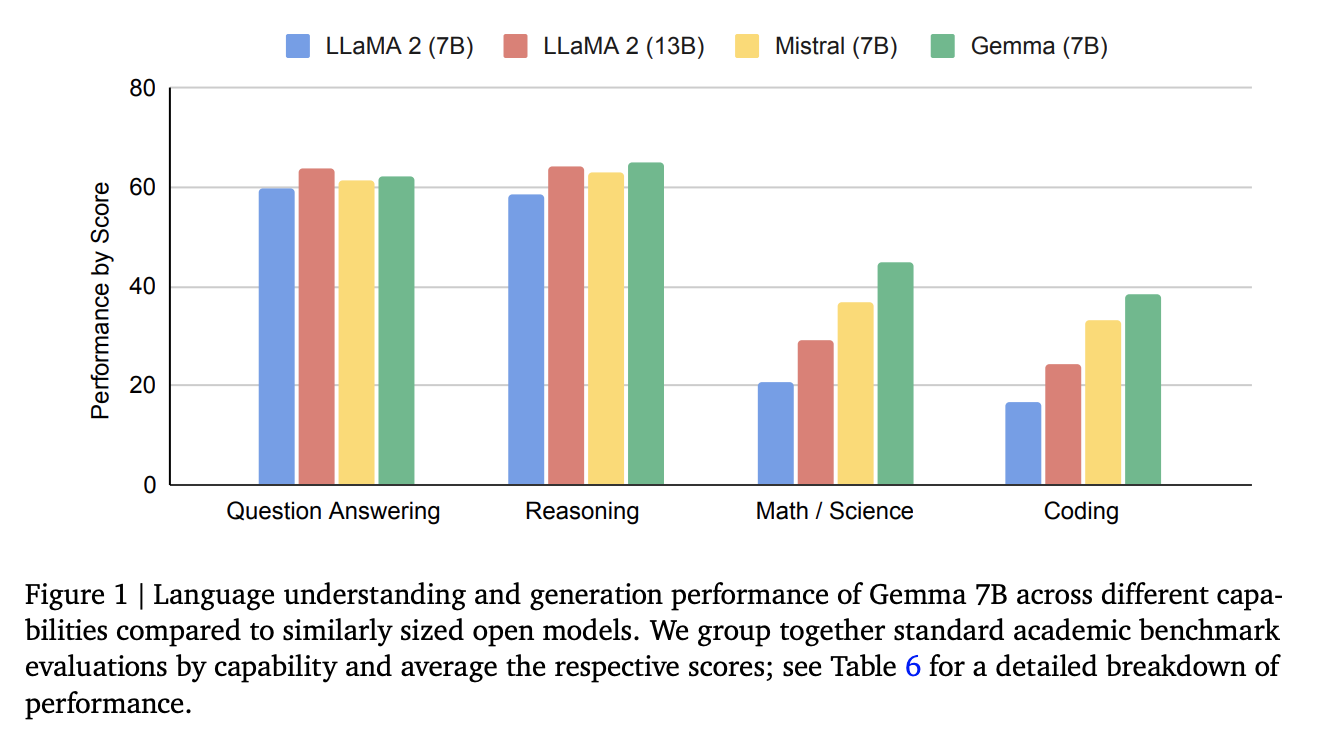 LLaMA 2 (7B) LLaMA 2 (13B) Mistral (7B) Gemma (7B)
Performance by Score
80
60
40
20
0
Question Answering Reasoning Math / Science Coding
Figure 1 | Language understanding and generation performance of Gemma 7B across different capa-
bilities compared to similarly sized open models. We group together standard academic benchmark
evaluations by capability and average the respective scores; see Table 6 for a detailed breakdown of
performance.